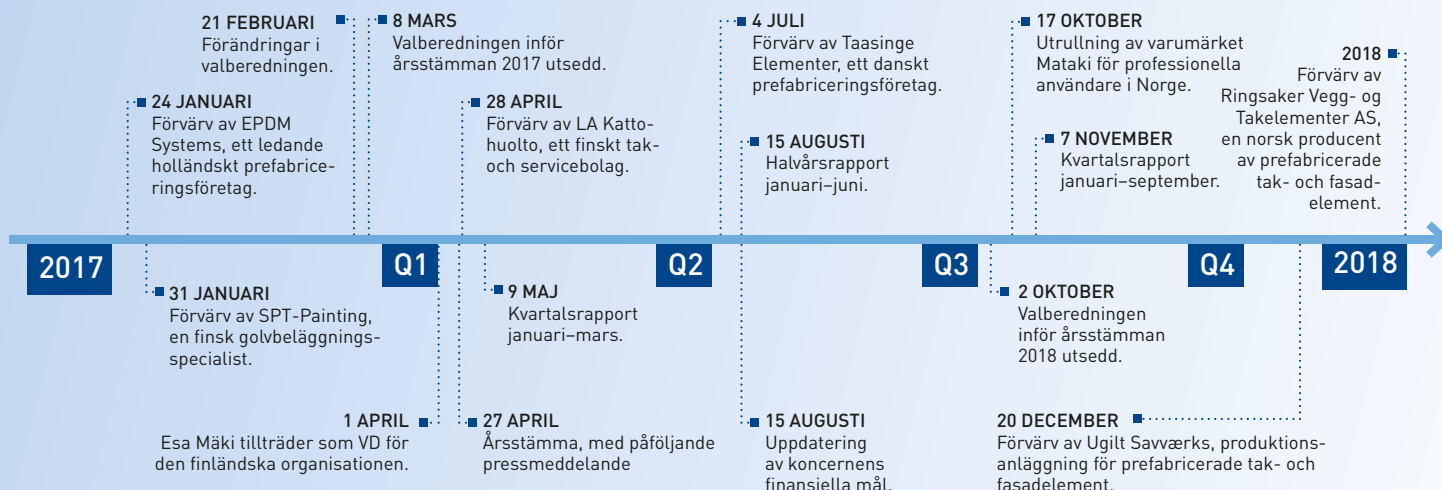 21 FEBRUARI
Förändringar i
valberedningen.
8 MARS
Valberedningen inför
årsstämman 2017 utsedd.
4 JULI
Förvärv av Taasinge
Elementer, ett danskt
prefabriceringsföretag.
17 OKTOBER
Utrullning av varumärket
Mataki för professionella
användare i Norge.
2018
Förvärv av
Ringsaker Vegg- og
Takelementer AS,
en norsk producent
av prefabricerade
tak- och fasad-
element.
24 JANUARI
Förvärv av EPDM
Systems, ett ledande
holländskt prefabrice-
ringsföretag.
28 APRIL
Förvärv av LA Katto-
huolto, ett finskt tak-
och servicebolag.
15 AUGUSTI
Halvårsrapport
januari–juni.
7 NOVEMBER
Kvartalsrapport
januari–september.
2017
Q1
Q2
Q3
Q4
2018
31 JANUARI
Förvärv av SPT-Painting,
en finsk golvbeläggnings-
specialist.
9 MAJ
Kvartalsrapport
januari–mars.
2 OKTOBER
Valberedningen
inför årsstämman
2018 utsedd.
1 APRIL
Esa Mäki tillträder som VD för
den finländska organisationen.
27 APRIL
Årsstämma, med påföljande
pressmeddelande
15 AUGUSTI
Uppdatering
av koncernens
finansiella mål.
20 DECEMBER
Förvärv av Ugilt Savværks, produktions-
anläggning för prefabricerade tak- och
fasadelement.